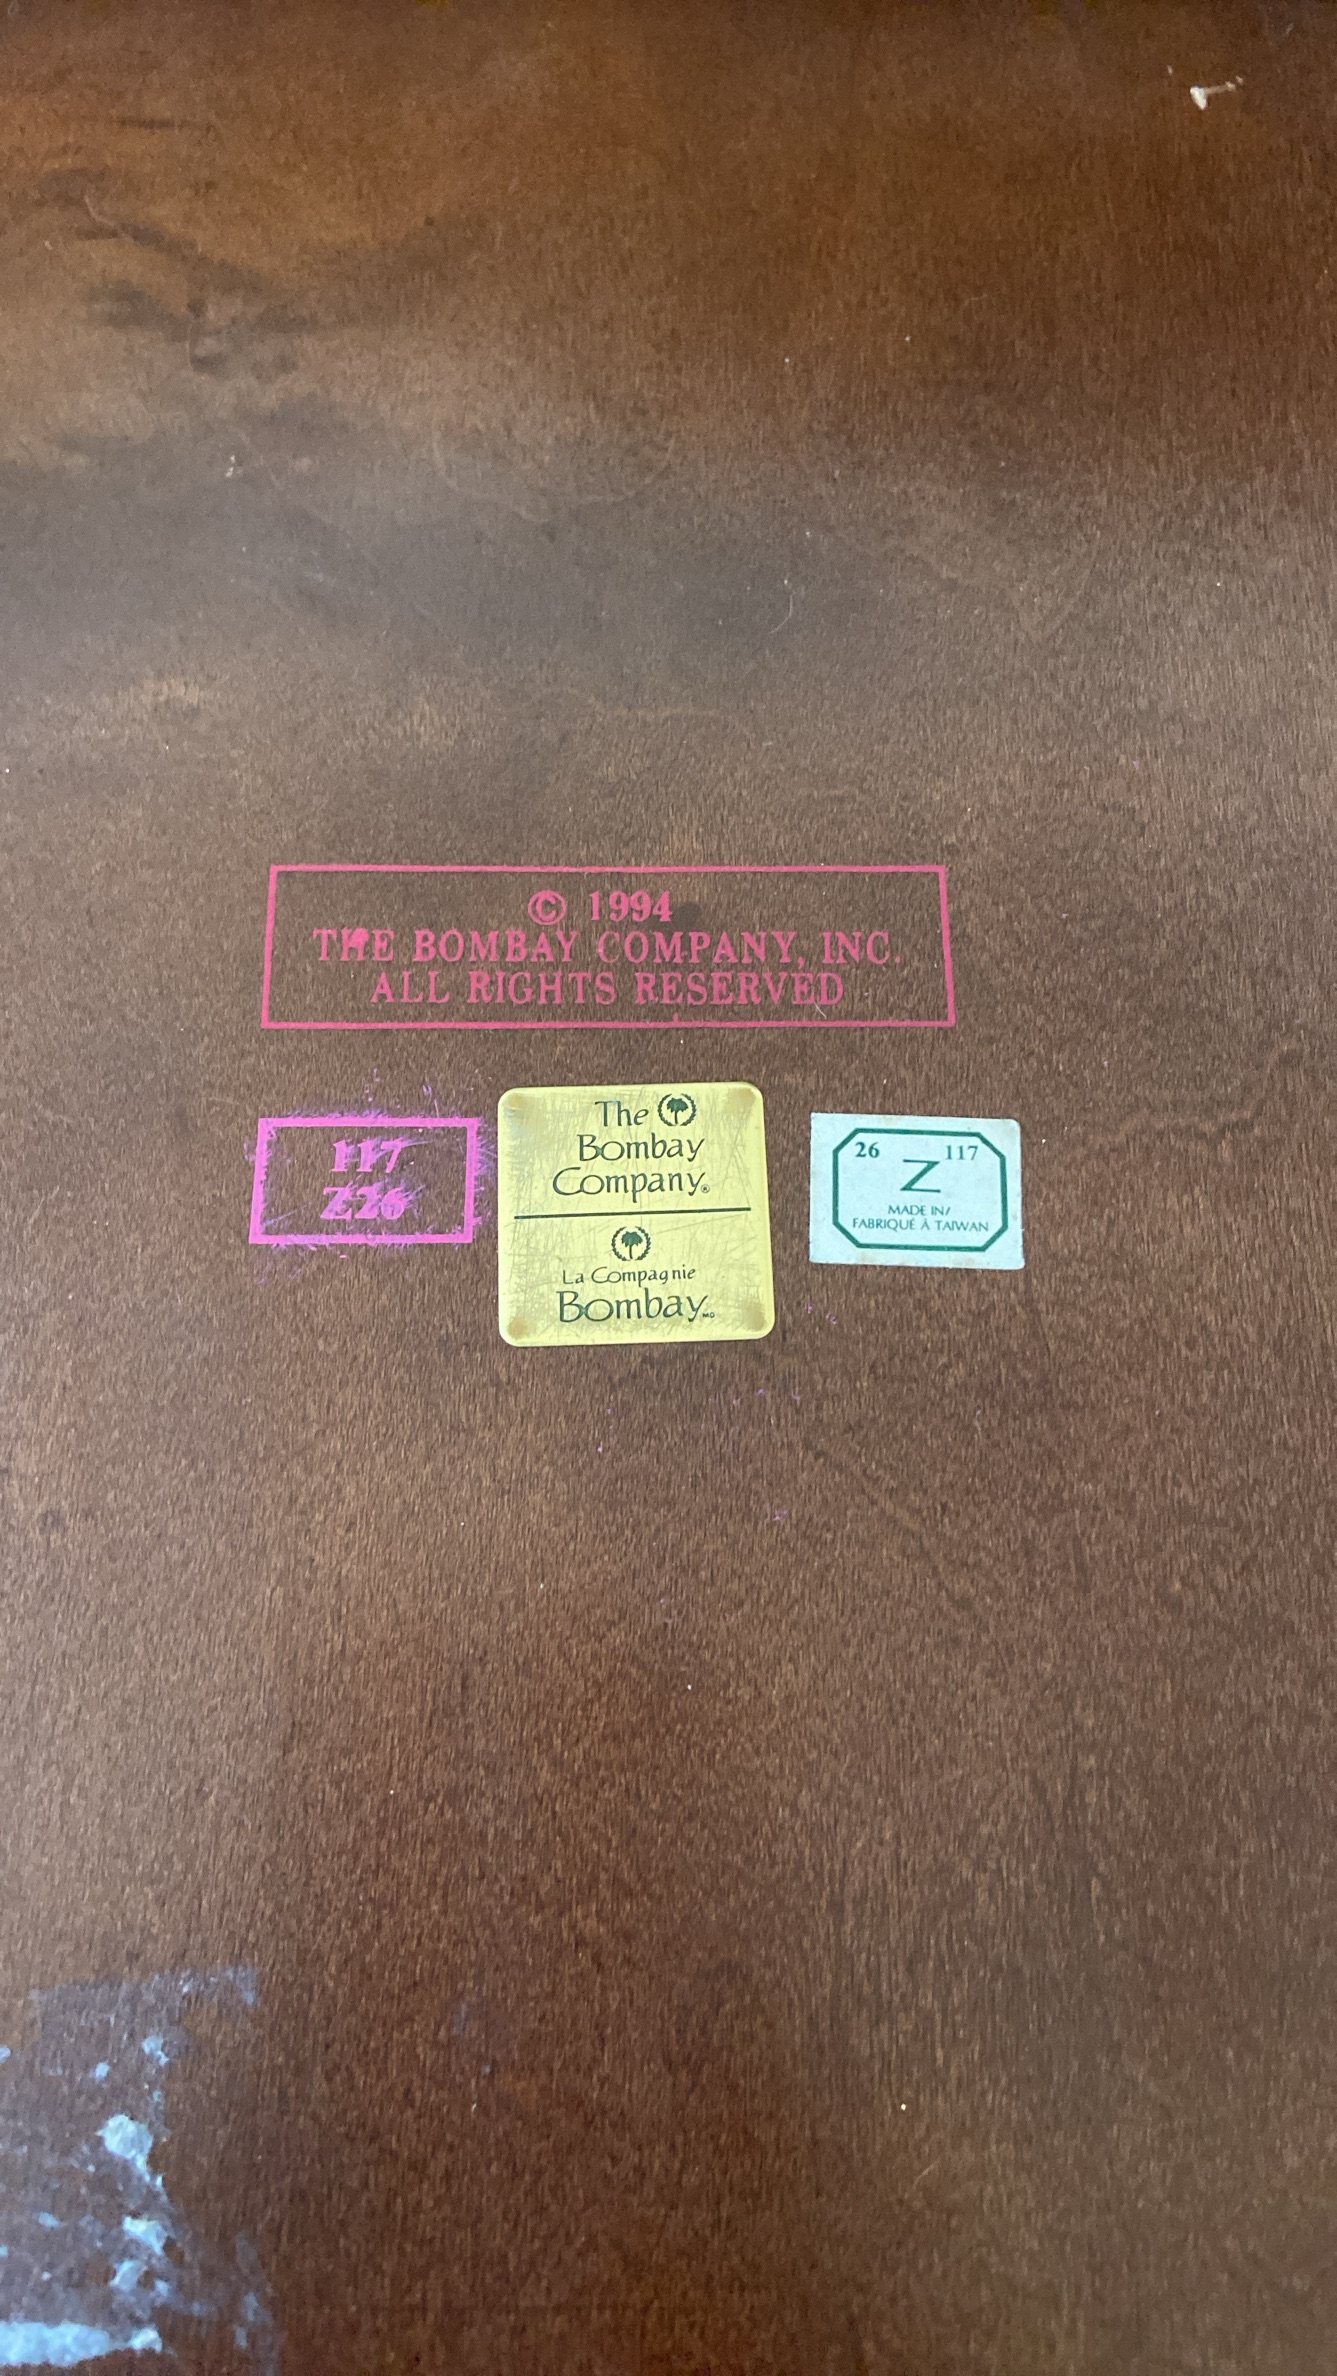 © 1994
THE BOMBAY COMPANY, INC.
ALL RIGHTS RESERVED
117
Z26
The
Bombay
Company®
La Compagnie
Bombay MD
26 Z 117
MADE IN/
FABRIQUÉ À TAIWAN